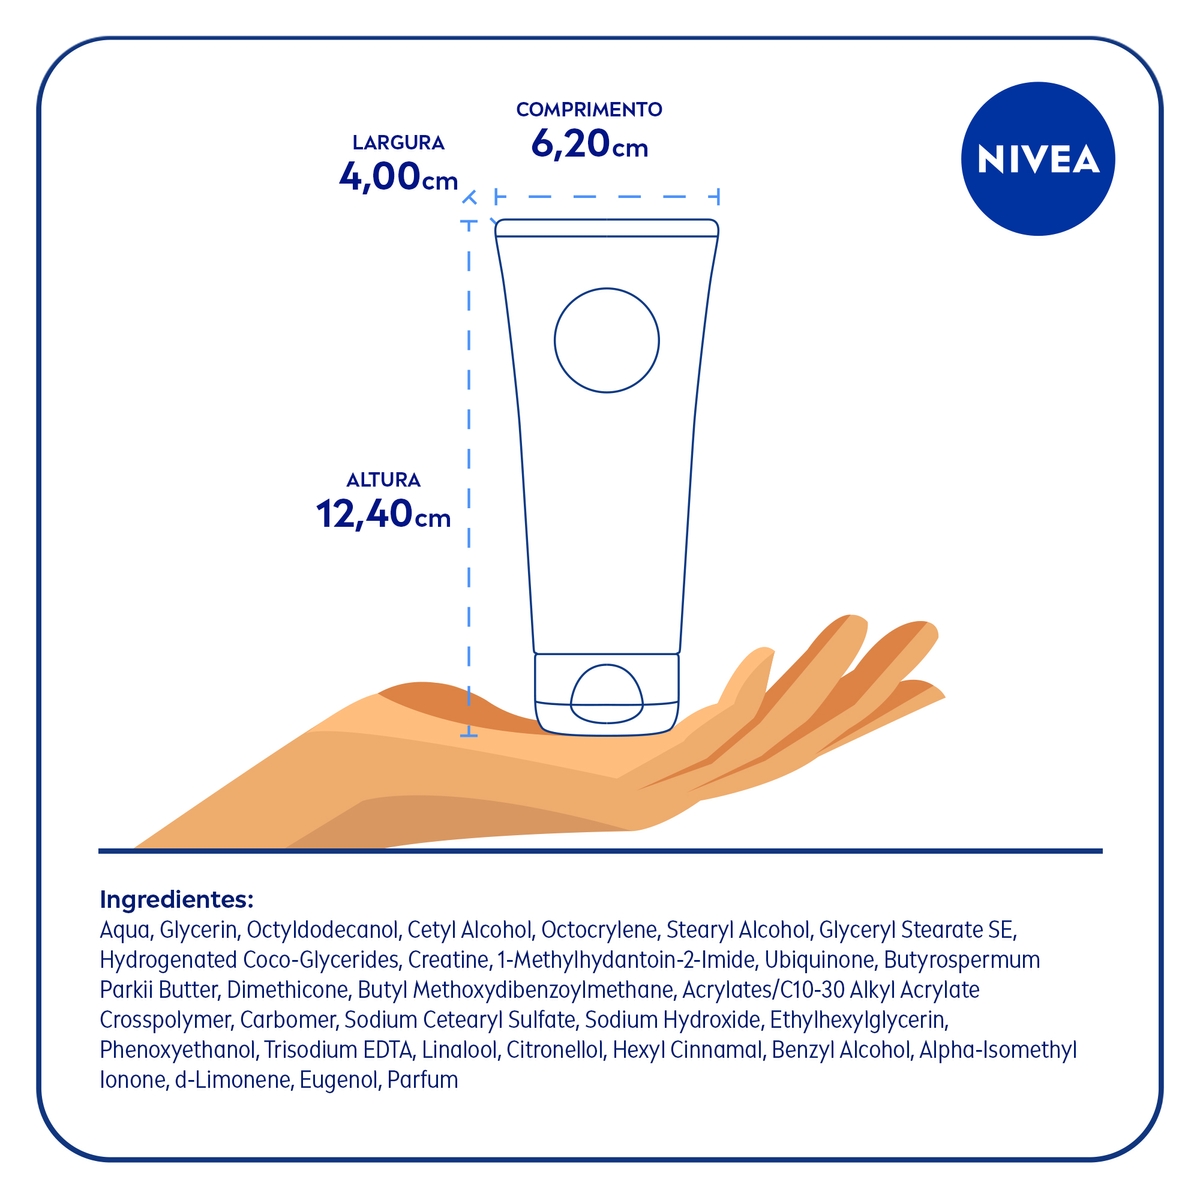 COMPRIMENTO
6,20cm
LARGURA
4,00cm
NIVEA
ALTURA
12,40cm
Ingredientes:
Aqua, Glycerin, Octyldodecanol, Cetyl Alcohol, Octocrylene, Stearyl Alcohol, Glyceryl Stearate SE,
Hydrogenated Coco-Glycerides, Creatine, 1-Methylhydantoin-2-Imide, Ubiquinone, Butyrospermum
Parkii Butter, Dimethicone, Butyl Methoxydibenzoylmethane, Acrylates/C10-30 Alkyl Acrylate
Crosspolymer, Carbomer, Sodium Cetearyl Sulfate, Sodium Hydroxide, Ethylhexylglycerin,
Phenoxyethanol, Trisodium EDTA, Linalool, Citronellol, Hexyl Cinnamal, Benzyl Alcohol, Alpha-Isomethyl
Ionone, d-Limonene, Eugenol, Parfum